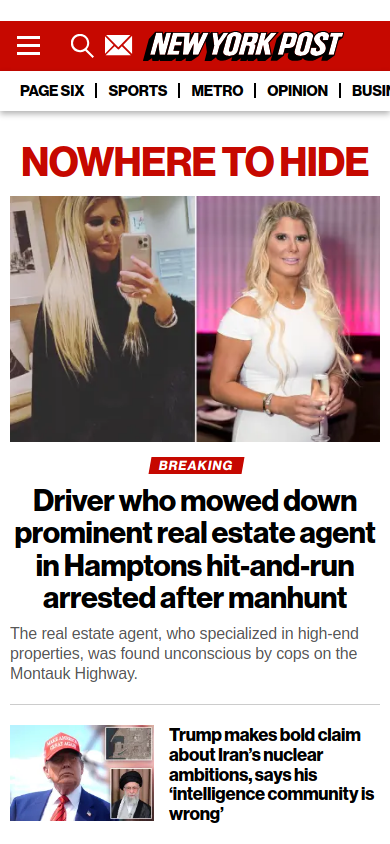 NEW YORK POST
PAGE SIX
SPORTS
METRO
OPINION
BUSIN
NOWHERE TO HIDE
BREAKING
Driver who mowed down
prominent real estate agent
in Hamptons hit-and-run
arrested after manhunt
The real estate agent, who specialized in high-end
properties, was found unconscious by cops on the
Montauk Highway.
Trump makes bold claim
about Iran’s nuclear
ambitions, says his
‘intelligence community is
wrong’